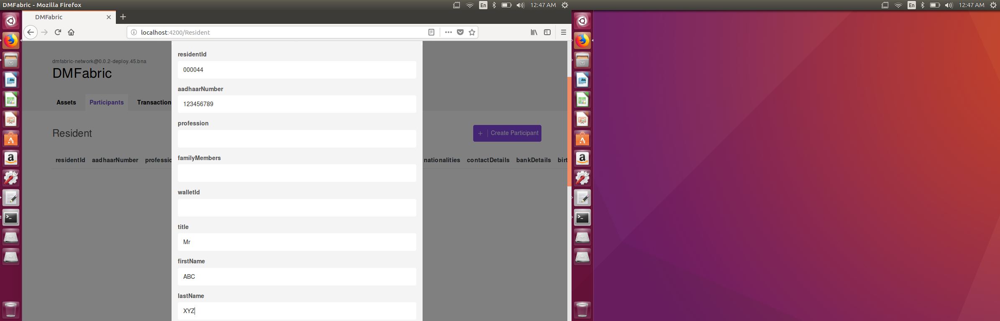 DMFabric - Mozilla Firefox
En
12:47 AM
En
12:47 AM
DMFabric
localhost:4200/Resident
dmfabric-network@0.0.2-deploy.45.bna
DMFabric
Assets
Participants
Transaction
Resident
Create Participant
residentId
aadhaarNumber
professio
nationalities
contactDetails
bankDetails
birt
residentId
000044
aadhaarNumber
123456789
profession
familyMembers
walletId
title
Mr
firstName
ABC
lastName
XYZ